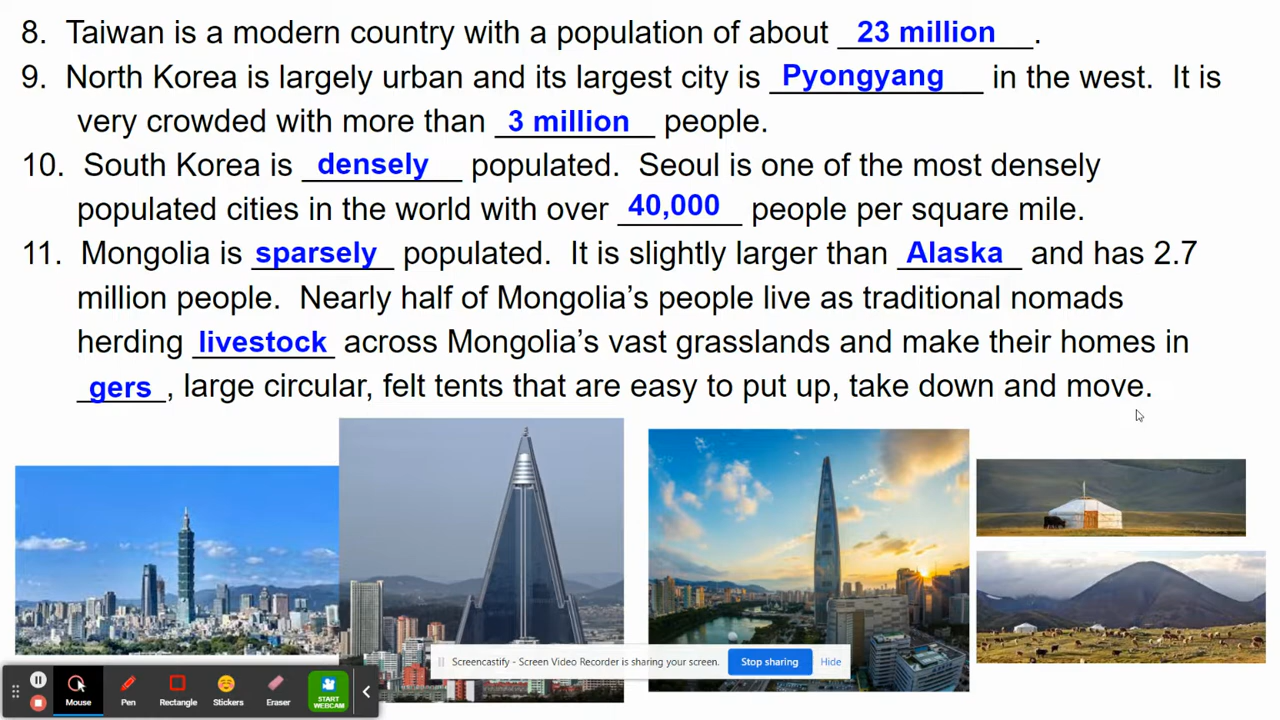 8. Taiwan is a modern country with a population of about 23 million.
9. North Korea is largely urban and its largest city is Pyongyang in the west. It is
very crowded with more than 3 million people.
10. South Korea is densely populated. Seoul is one of the most densely
populated cities in the world with over 40,000 people per square mile.
11. Mongolia is sparsely populated. It is slightly larger than Alaska and has 2.7
million people. Nearly half of Mongolia's people live as traditional nomads
herding livestock across Mongolia's vast grasslands and make their homes in
gers, large circular, felt tents that are easy to put up, take down and move.
Screencastify - Screen Video Recorder is sharing your screen. Stop sharing Hide
Mouse Pen Rectangle Stickers Eraser START WEBCAM